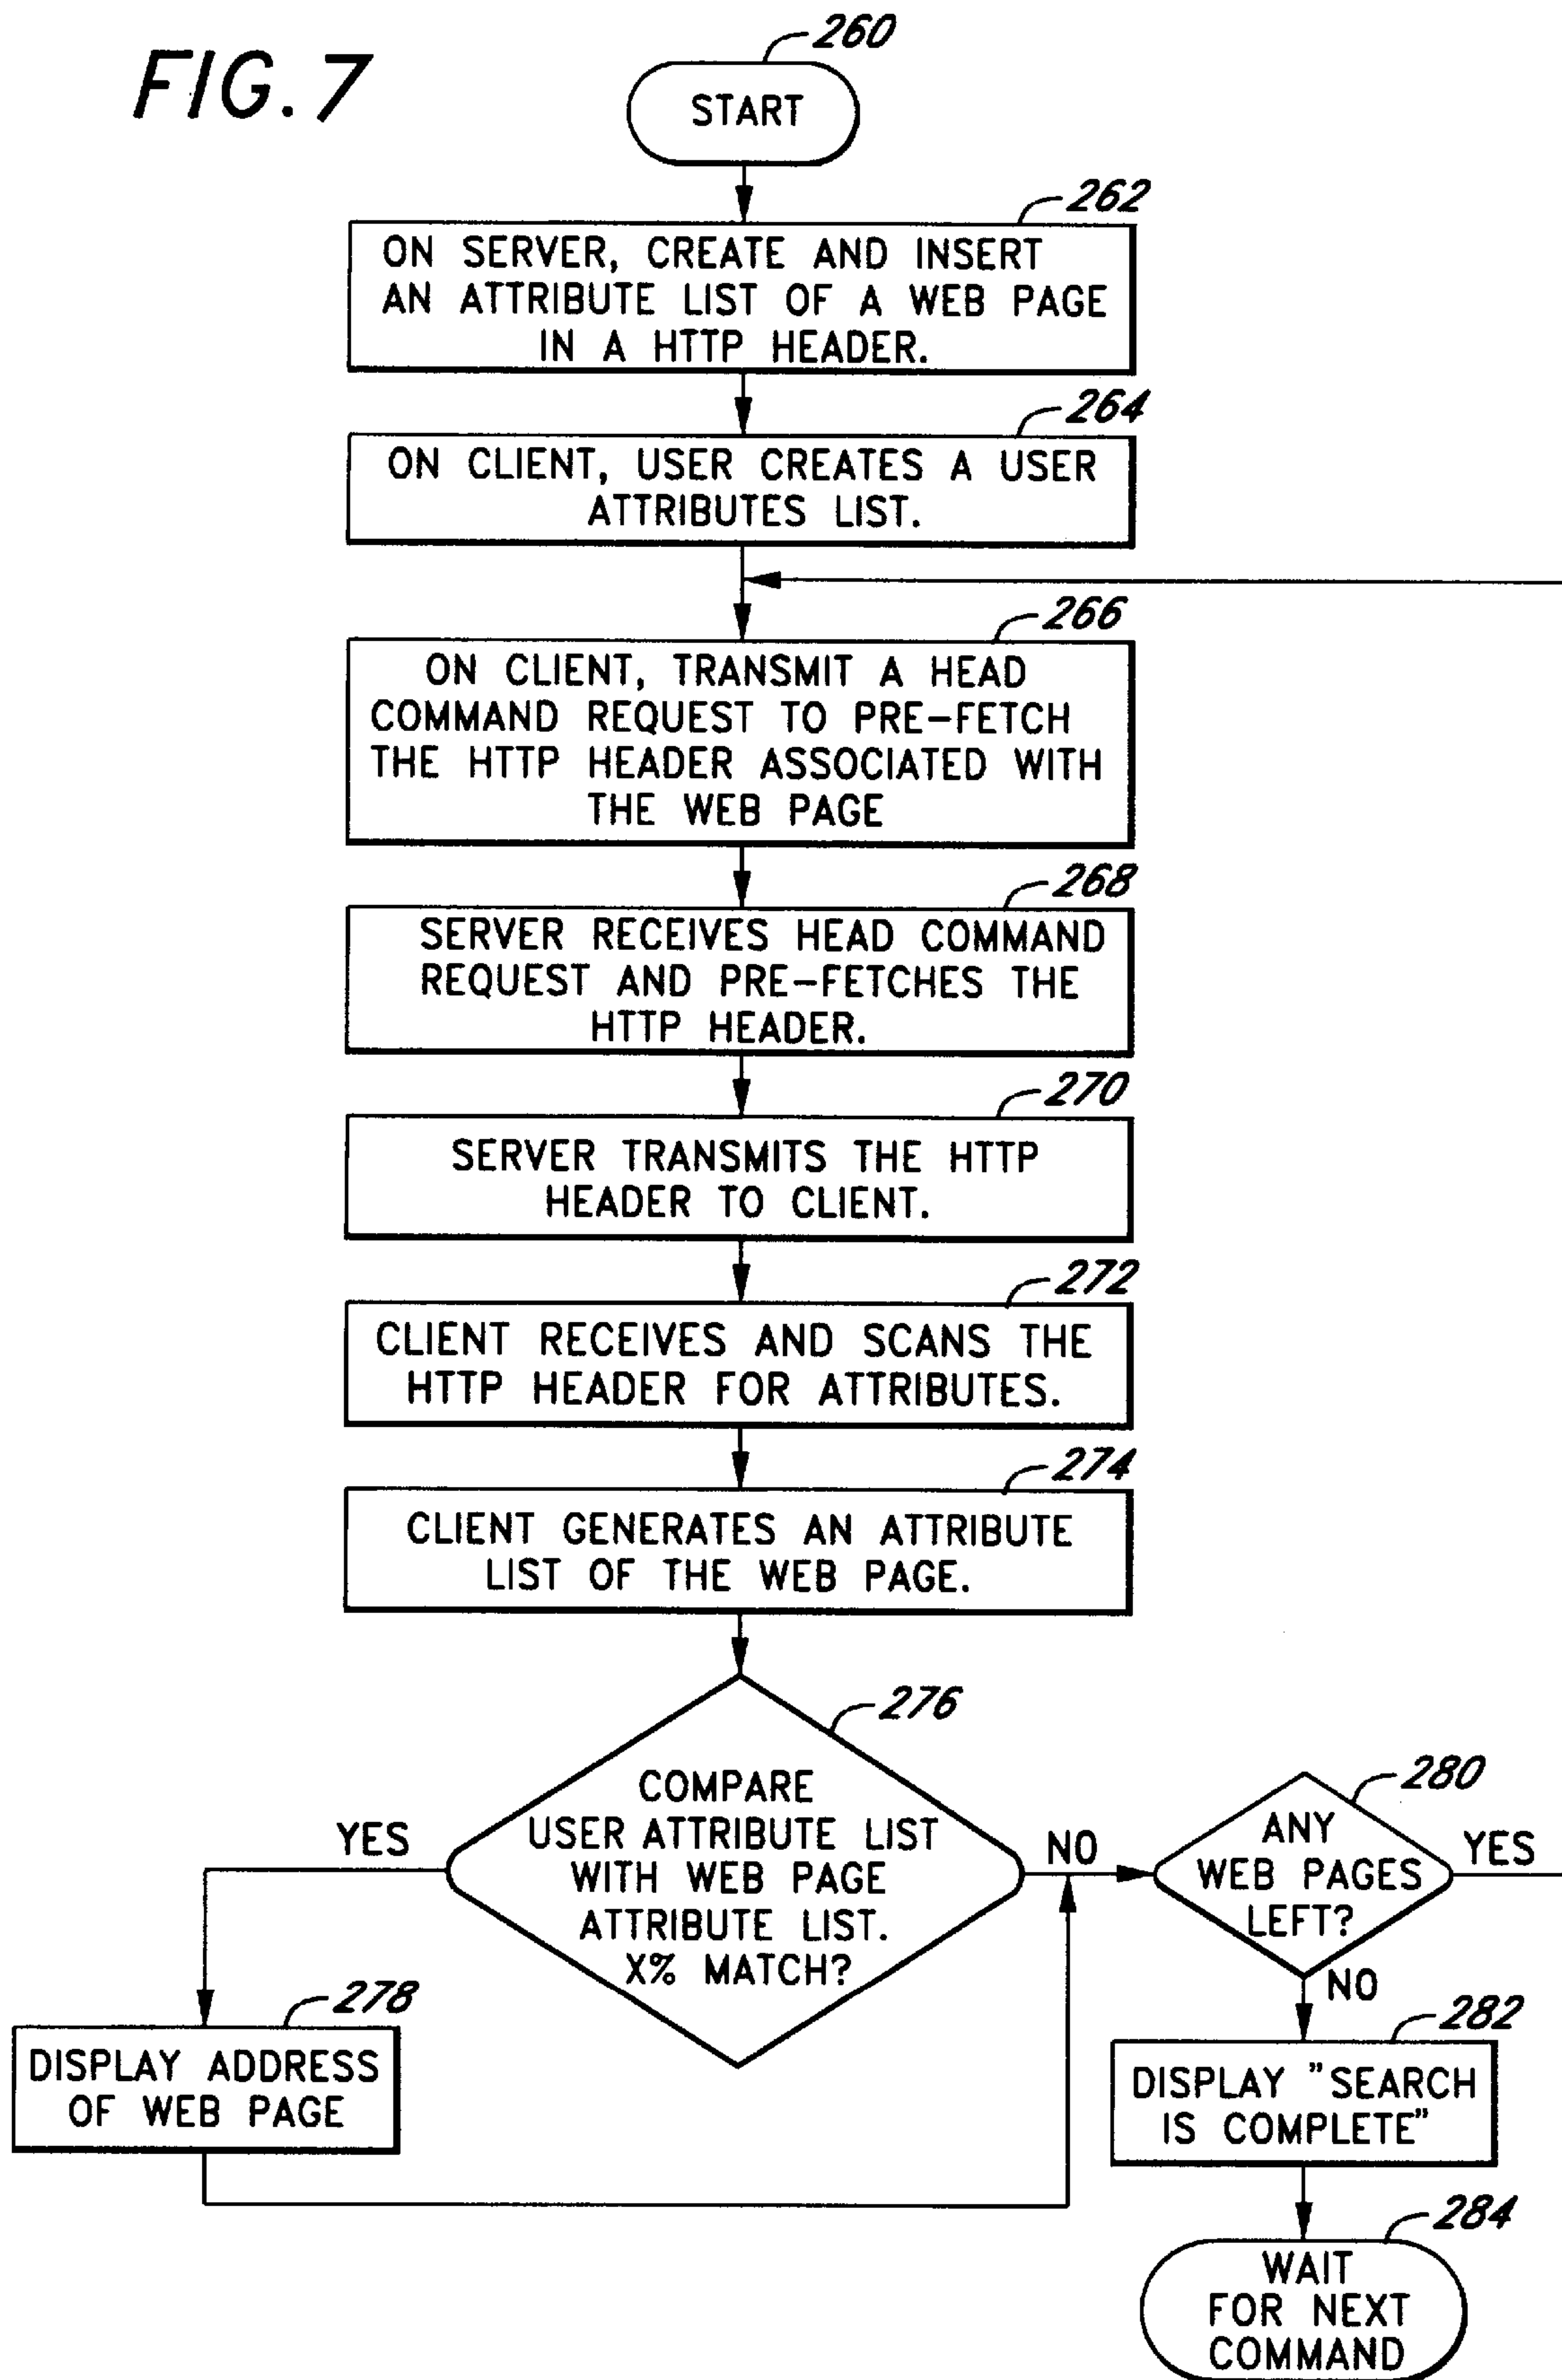 FIG. 7
260
START
262
ON SERVER, CREATE AND INSERT
AN ATTRIBUTE LIST OF A WEB PAGE
IN A HTTP HEADER.
264
ON CLIENT, USER CREATES A USER
ATTRIBUTES LIST.
266
ON CLIENT, TRANSMIT A HEAD
COMMAND REQUEST TO PRE-FETCH
THE HTTP HEADER ASSOCIATED WITH
THE WEB PAGE
268
SERVER RECEIVES HEAD COMMAND
REQUEST AND PRE-FETCHES THE
HTTP HEADER.
270
SERVER TRANSMITS THE HTTP
HEADER TO CLIENT.
272
CLIENT RECEIVES AND SCANS THE
HTTP HEADER FOR ATTRIBUTES.
274
CLIENT GENERATES AN ATTRIBUTE
LIST OF THE WEB PAGE.
276
COMPARE
USER ATTRIBUTE LIST
WITH WEB PAGE
ATTRIBUTE LIST.
X% MATCH?
YES
NO
278
DISPLAY ADDRESS
OF WEB PAGE
280
ANY
WEB PAGES
LEFT?
YES
NO
282
DISPLAY "SEARCH
IS COMPLETE"
284
WAIT
FOR NEXT
COMMAND